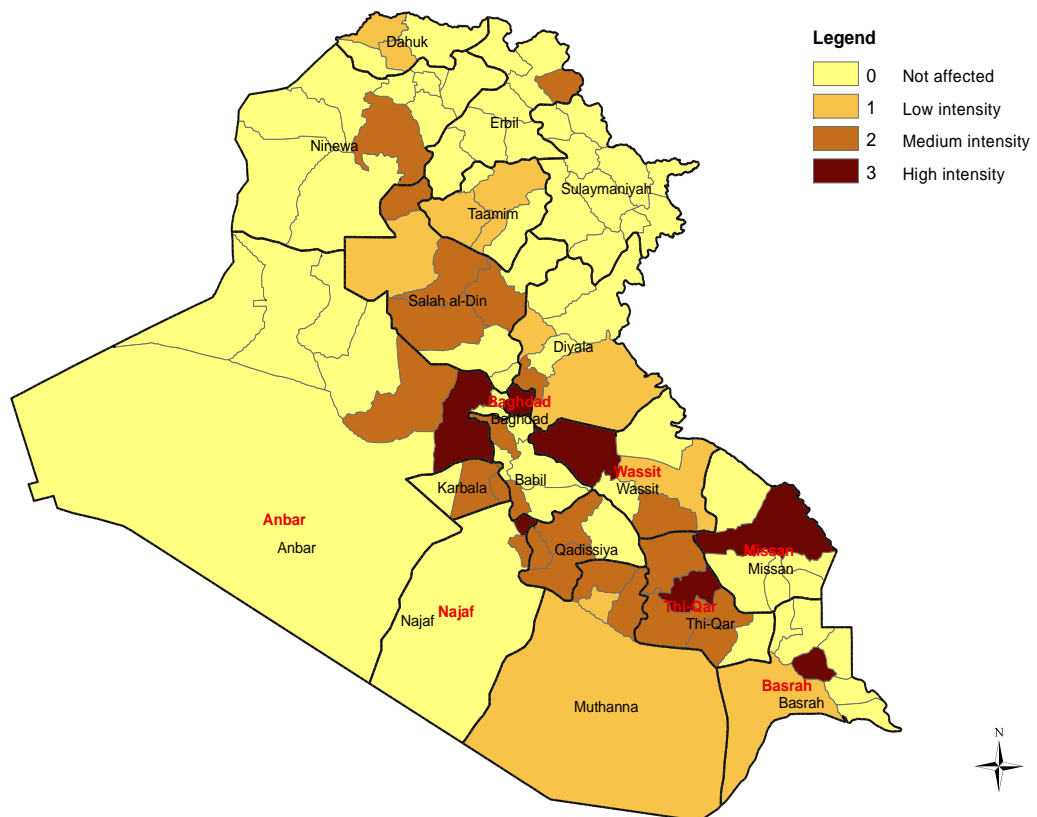 Legend
0 Not affected
1 Low intensity
2 Medium intensity
3 High intensity
Dahuk
Erbil
Ninewa
Sulaymaniyah
Taamim
Salah al-Din
Diyala
Baghdad
Baghdad
Wassit
Wassit
Babil
Karbala
Anbar
Anbar
Qadissiya
Missan
Missan
Thi-Qar
Thi-Qar
Najaf
Najaf
Basrah
Basrah
Muthanna
N